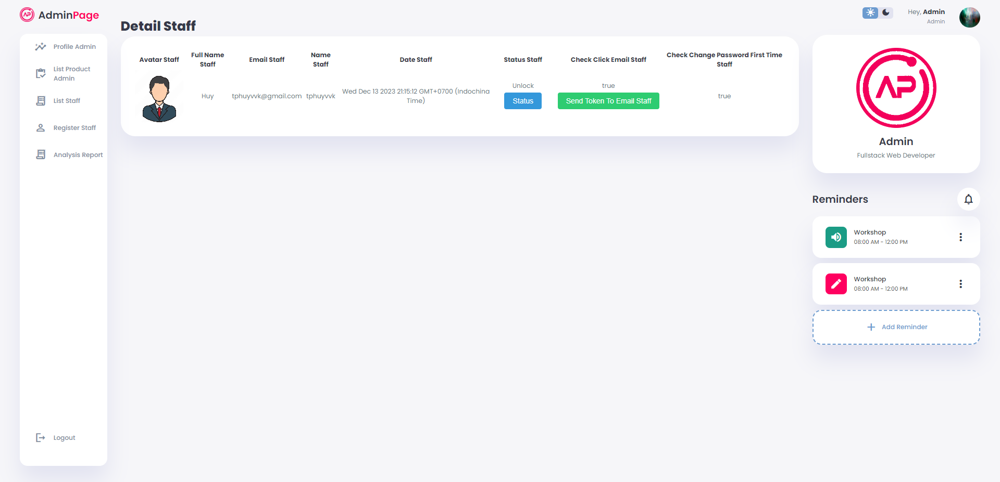 AdminPage
Profile Admin
List Product
Admin
List Staff
Register Staff
Analysis Report
Logout
Detail Staff
Avatar Staff
Full Name
Staff
Email Staff
Name
Staff
Date Staff
Status Staff
Check Click Email Staff
Check Change Password First Time
Staff
Huy
tphuyvvk@gmail.com
tphuyvvk
Wed Dec 13 2023 21:15:12 GMT+0700 (Indochina
Time)
Unlock
Status
true
Send Token To Email Staff
true
Hey, Admin
Admin
AP
Admin
Fullstack Web Developer
Reminders
Workshop
08:00 AM - 12:00 PM
Workshop
08:00 AM - 12:00 PM
Add Reminder